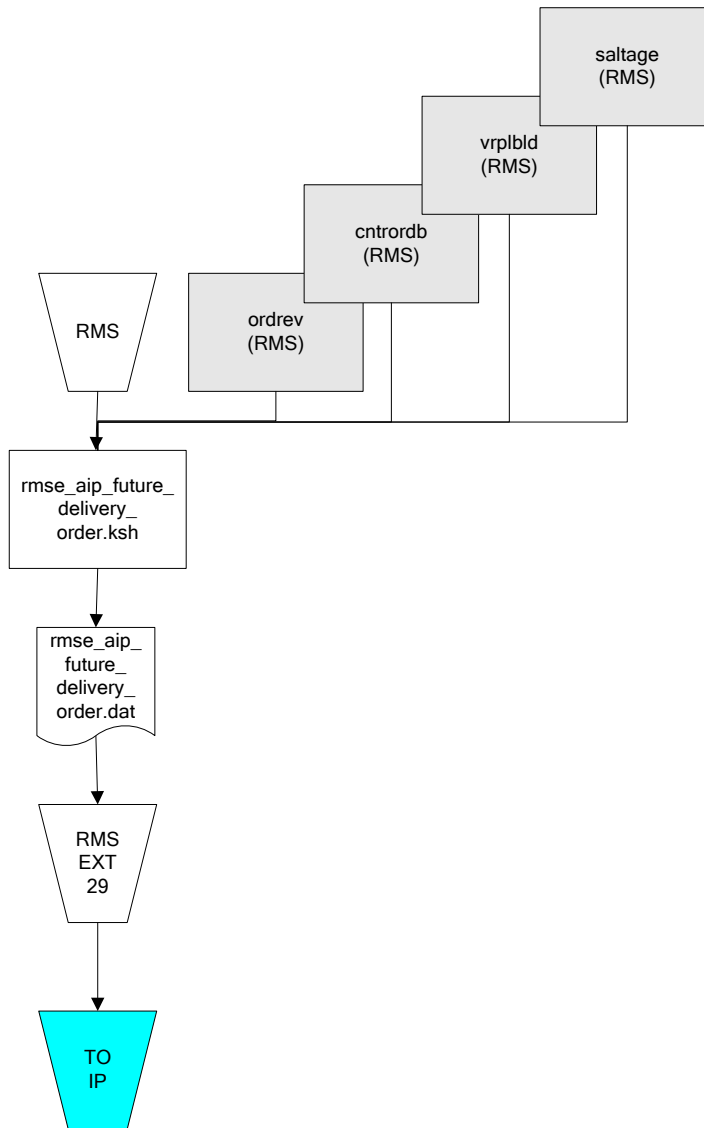 saltage
(RMS)
vrplbld
(RMS)
cntrordb
(RMS)
RMS
ordrev
(RMS)
rmse_aip_future_
delivery_
order.ksh
rmse_aip_
future_
delivery_
order.dat
RMS
EXT
29
TO
IP